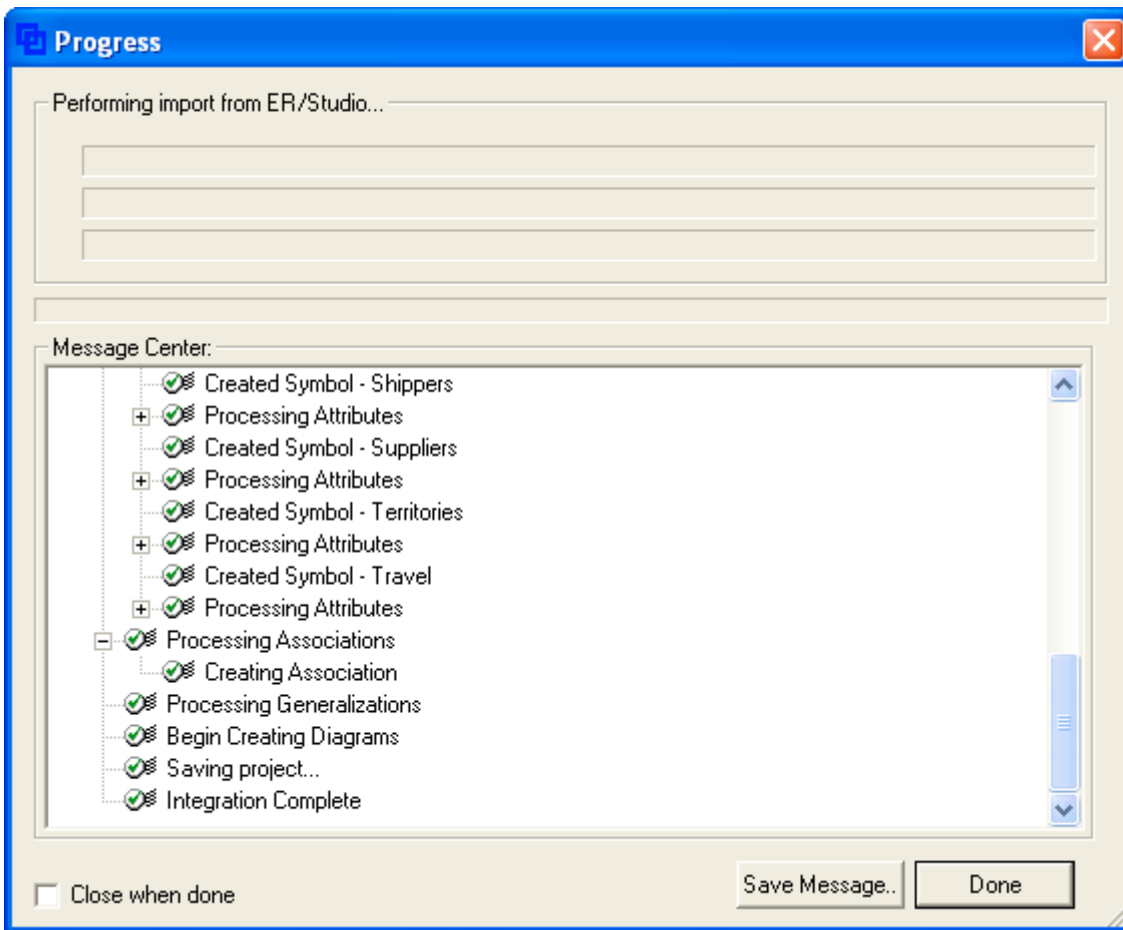 Progress
Performing import from ER/Studio...
Message Center:
Created Symbol - Shippers
Processing Attributes
Created Symbol - Suppliers
Processing Attributes
Created Symbol - Territories
Processing Attributes
Created Symbol - Travel
Processing Attributes
Processing Associations
Creating Association
Processing Generalizations
Begin Creating Diagrams
Saving project...
Integration Complete
Close when done
Save Message..
Done